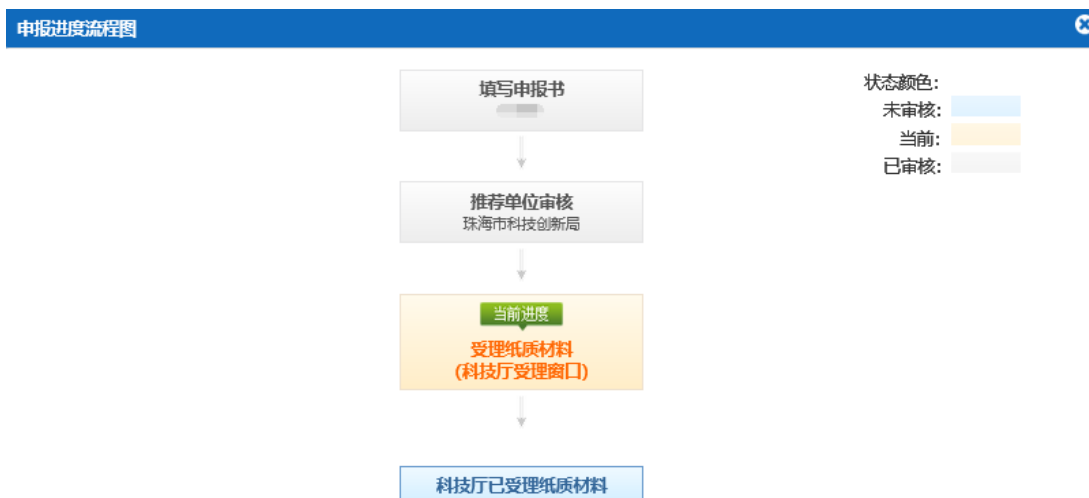 申报进度流程图
填写申报书
状态颜色:
未审核:
当前:
已审核:
推荐单位审核
珠海市科技创新局
当前进度
受理纸质材料
(科技厅受理窗口)
科技厅已受理纸质材料